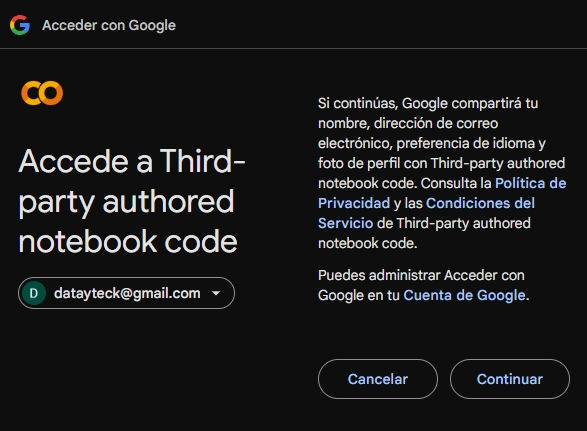 Acceder con Google
Accede a Third-
party authored
notebook code
D datayteck@gmail.com
Si continúas, Google compartirá tu
nombre, dirección de correo
electrónico, preferencia de idioma y
foto de perfil con Third-party authored
notebook code. Consulta la Política de
Privacidad y las Condiciones del
Servicio de Third-party authored
notebook code.
Puedes administrar Acceder con
Google en tu Cuenta de Google.
Cancelar
Continuar